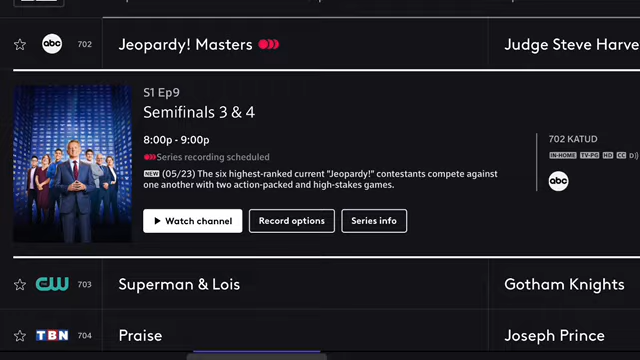 abc 702 Jeopardy! Masters Judge Steve Harve
S1 Ep9
Semifinals 3 & 4
8:00p - 9:00p
Series recording scheduled
NEW (05/23) The six highest-ranked current "Jeopardy!" contestants compete against
one another with two action-packed and high-stakes games.
Watch channel Record options Series info
702 KATUD
IN-HOME TV-PG HD CC D))
abc
CW 703 Superman & Lois Gotham Knights
TBN 704 Praise Joseph Prince